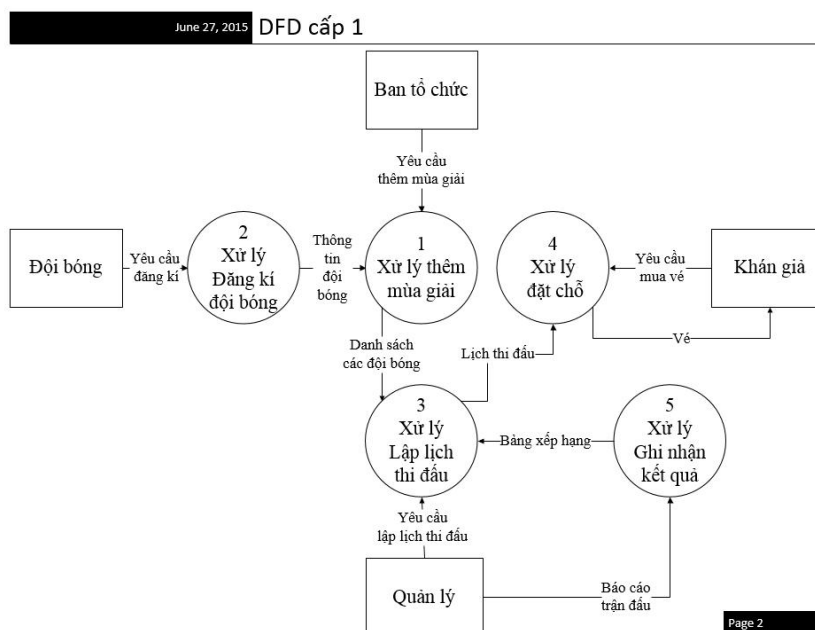 June 27, 2015 DFD cấp 1
Ban tổ chức
Yêu cầu
thêm mùa giải
Đội bóng
Yêu cầu
đăng kí
2
Xử lý
Đăng kí
đội bóng
Thông
tin
đội
bóng
1
Xử lý thêm
mùa giải
4
Xử lý
đặt chỗ
Yêu cầu
mua vé
Khán giả
Vé
Danh sách
các đội bóng
Lịch thi đấu
3
Xử lý
Lập lịch
thi đấu
Bảng xếp hạng
5
Xử lý
Ghi nhận
kết quả
Yêu cầu
lập lịch thi đấu
Quản lý
Báo cáo
trận đấu
Page 2